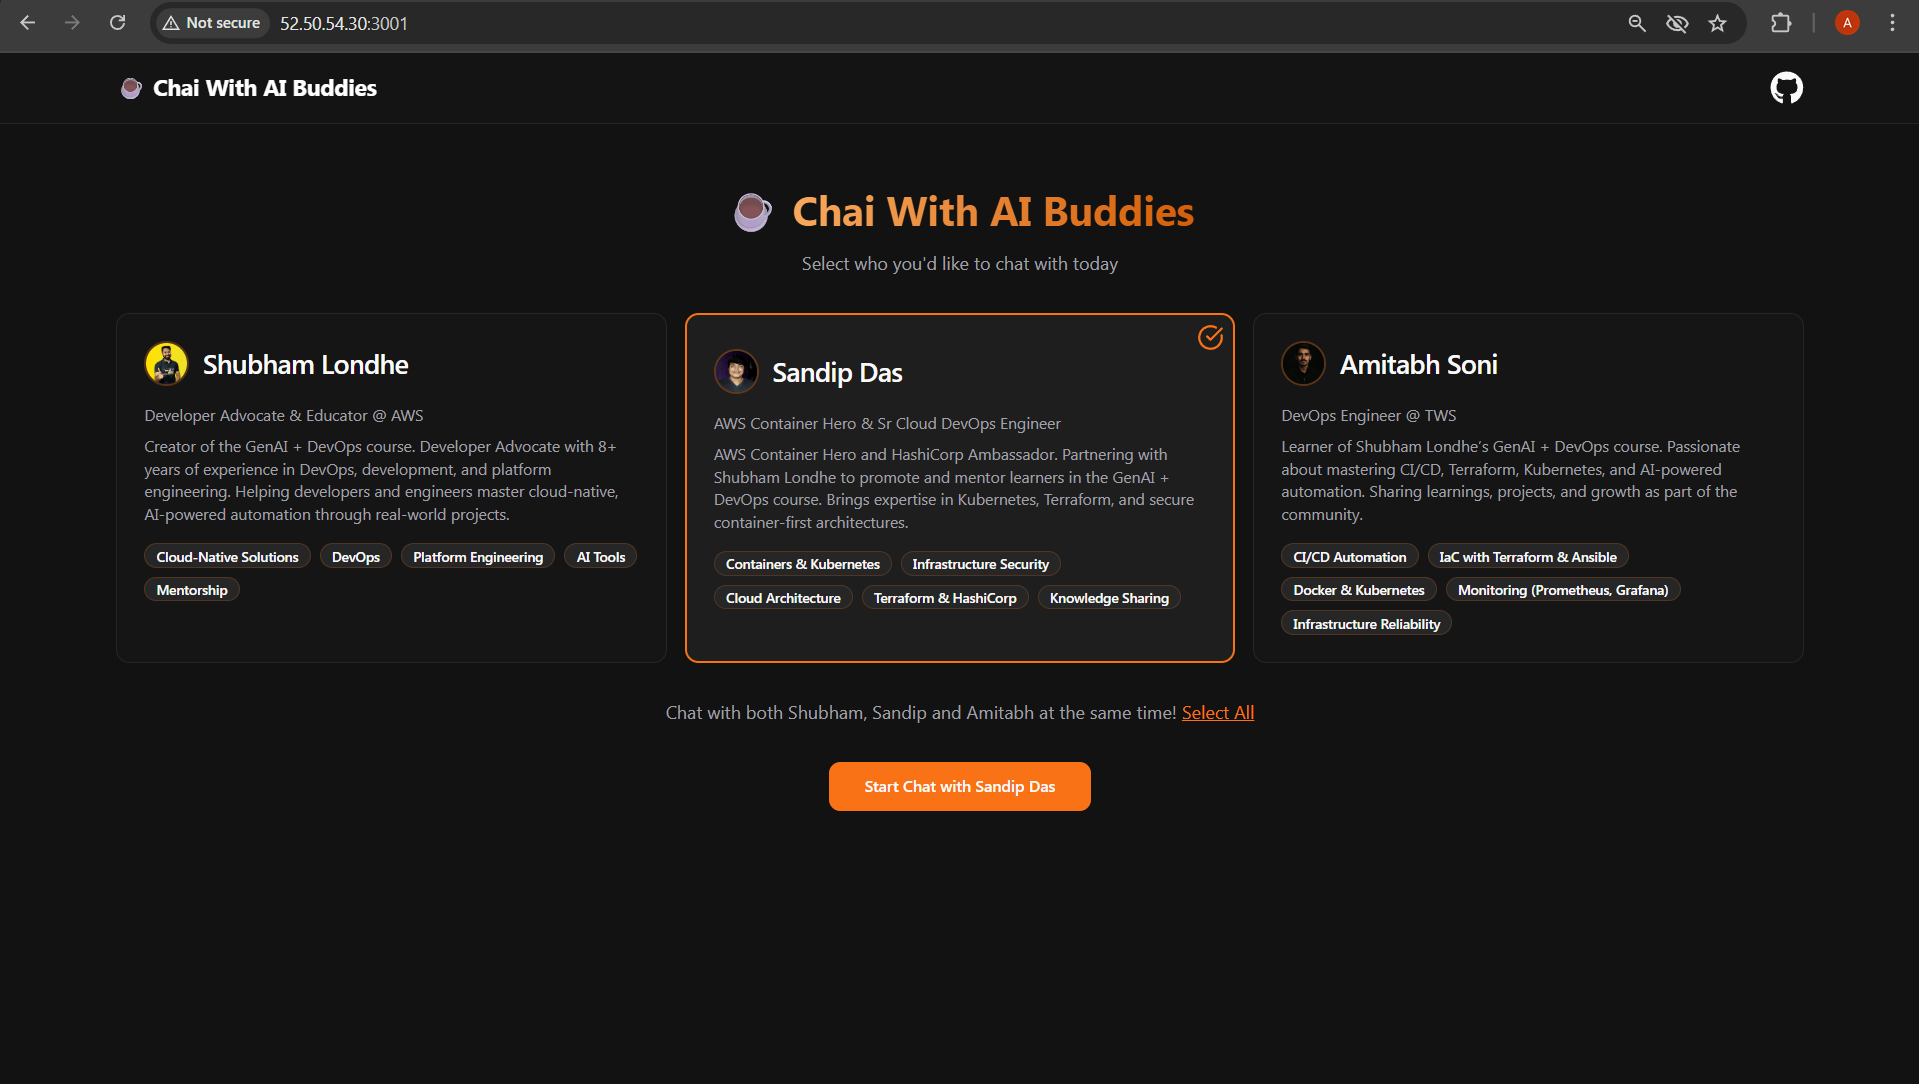 Not secure
52.50.54.30:3001
A
Chai With AI Buddies
Chai With AI Buddies
Select who you'd like to chat with today
Shubham Londhe
Developer Advocate & Educator @ AWS
Creator of the GenAI + DevOps course. Developer Advocate with 8+
years of experience in DevOps, development, and platform
engineering. Helping developers and engineers master cloud-native,
AI-powered automation through real-world projects.
Cloud-Native Solutions
DevOps
Platform Engineering
AI Tools
Mentorship
Sandip Das
AWS Container Hero & Sr Cloud DevOps Engineer
AWS Container Hero and HashiCorp Ambassador. Partnering with
Shubham Londhe to promote and mentor learners in the GenAI +
DevOps course. Brings expertise in Kubernetes, Terraform, and secure
container-first architectures.
Containers & Kubernetes
Infrastructure Security
Cloud Architecture
Terraform & HashiCorp
Knowledge Sharing
Amitabh Soni
DevOps Engineer @ TWS
Learner of Shubham Londhe’s GenAI + DevOps course. Passionate
about mastering CI/CD, Terraform, Kubernetes, and AI-powered
automation. Sharing learnings, projects, and growth as part of the
community.
CI/CD Automation
IaC with Terraform & Ansible
Docker & Kubernetes
Monitoring (Prometheus, Grafana)
Infrastructure Reliability
Chat with both Shubham, Sandip and Amitabh at the same time! Select All
Start Chat with Sandip Das